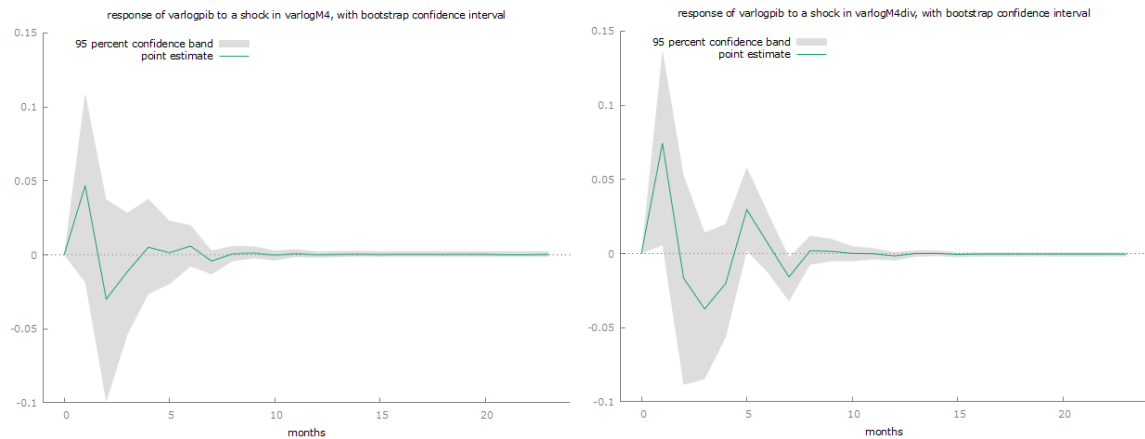 response of varlogpib to a shock in varlogM4, with bootstrap confidence interval
95 percent confidence band
point estimate
0.15
0.1
0.05
0
-0.05
-0.1
0
5
10
15
20
months
response of varlogpib to a shock in varlogM4div, with bootstrap confidence interval
95 percent confidence band
point estimate
0.15
0.1
0.05
0
-0.05
-0.1
0
5
10
15
20
months